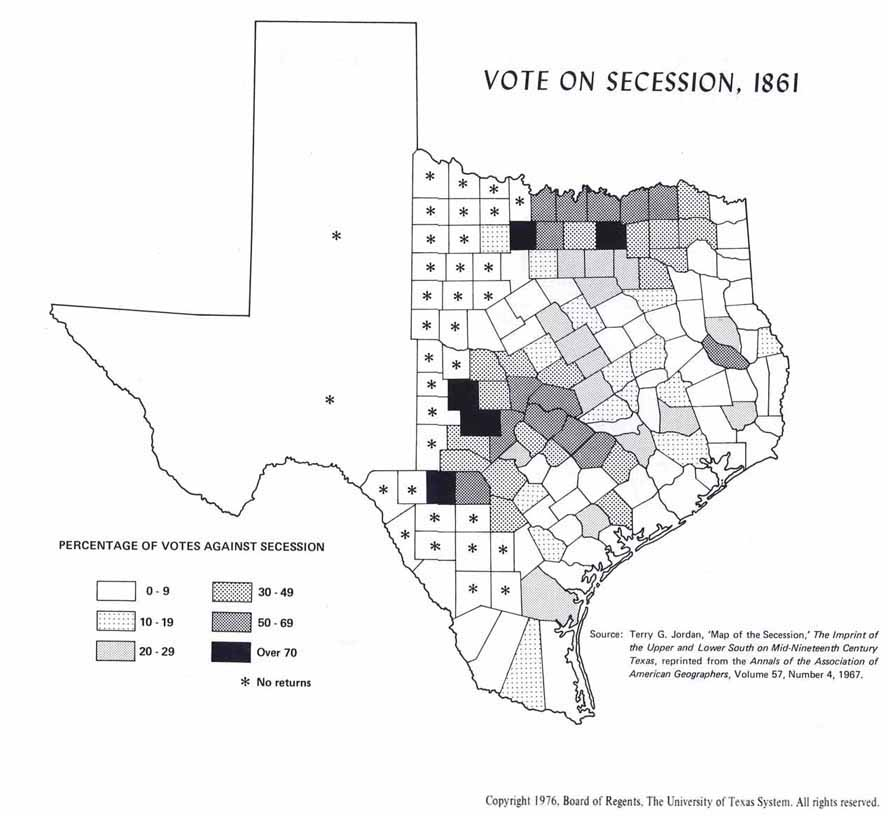 VOTE ON SECESSION, 1861
PERCENTAGE OF VOTES AGAINST SECESSION
0 - 9
30 - 49
10 - 19
50 - 69
20 - 29
Over 70
* No returns
Source: Terry G. Jordan, 'Map of the Secession,' The Imprint of
the Upper and Lower South on Mid-Nineteenth Century
Texas, reprinted from the Annals of the Association of
American Geographers, Volume 57, Number 4, 1967.
Copyright 1976, Board of Regents, The University of Texas System. All rights reserved.